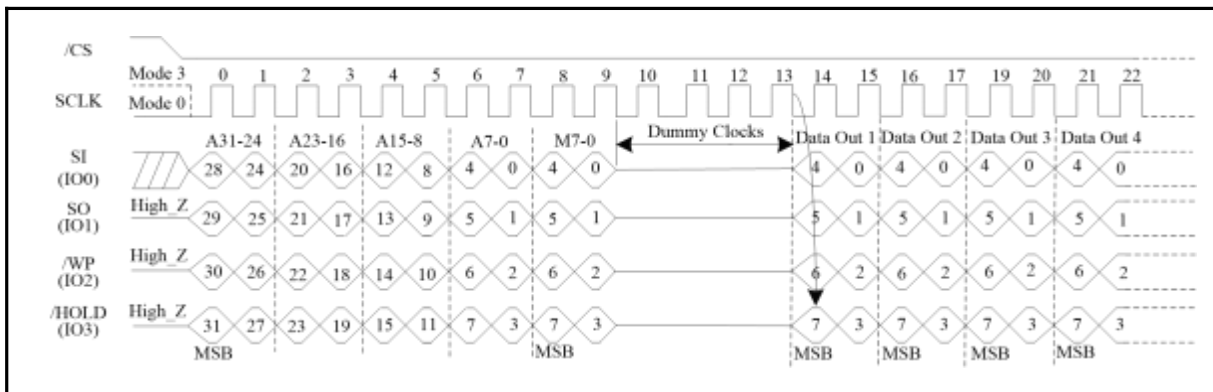 /CS
Mode 3 0 1 2 3 4 5 6 7 8 9 10 11 12 13 14 15 16 17 19 20 21 22
SCLK Mode 0
A31-24 A23-16 A15-8 A7-0 M7-0 Dummy Clocks Data Out 1 Data Out 2 Data Out 3 Data Out 4
SI
(IO0)
28 24 20 16 12 8 4 0 4 0 4 0 4 0 4 0 4 0
SO
(IO1)
High_Z 29 25 21 17 13 9 5 1 5 1 5 1 5 1 5 1 5 1
/WP
(IO2)
High_Z 30 26 22 18 14 10 6 2 6 2 6 2 6 2 6 2 6 2
/HOLD
(IO3)
High_Z 31 27 23 19 15 11 7 3 7 3 7 3 7 3 7 3 7 3
MSB MSB MSB MSB MSB MSB